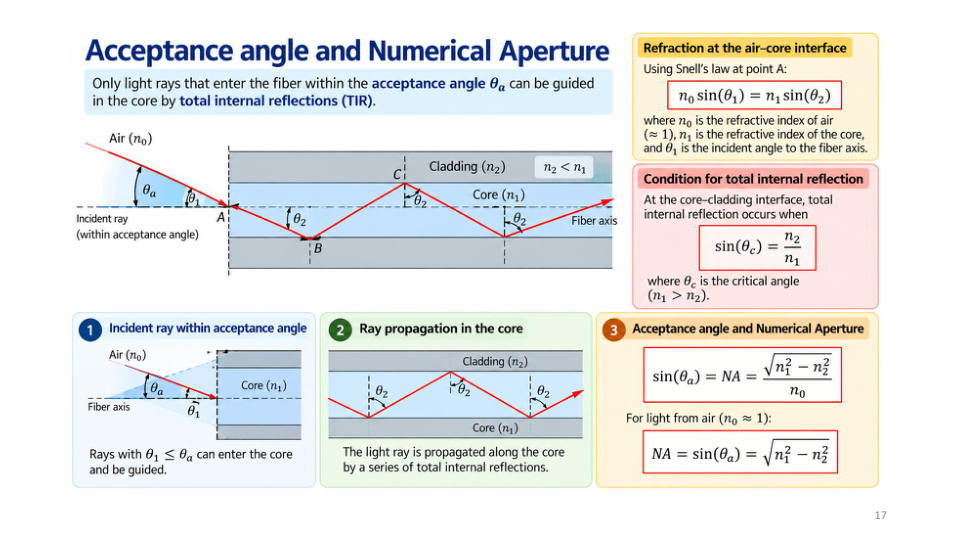 Acceptance angle and Numerical Aperture
Only light rays that enter the fiber within the acceptance angle θₐ can be guided
in the core by total internal reflections (TIR).
Air (n₀)
θₐ
θ₁
Incident ray
(within acceptance angle)
A
θ₂
B
C
θ₂
Cladding (n₂)
n₂ < n₁
Core (n₁)
θ₂
Fiber axis
Refraction at the air–core interface
Using Snell's law at point A:
n₀ sin(θ₁) = n₁ sin(θ₂)
where n₀ is the refractive index of air
(≈ 1), n₁ is the refractive index of the core,
and θ₁ is the incident angle to the fiber axis.
Condition for total internal reflection
At the core–cladding interface, total
internal reflection occurs when
sin(θ_c) = n₂/n₁
where θ_c is the critical angle
(n₁ > n₂).
1 Incident ray within acceptance angle
Air (n₀)
θₐ
θ₁
Fiber axis
Core (n₁)
Rays with θ₁ ≤ θₐ can enter the core
and be guided.
2 Ray propagation in the core
Cladding (n₂)
θ₂
θ₂
θ₂
Core (n₁)
The light ray is propagated along the core
by a series of total internal reflections.
3 Acceptance angle and Numerical Aperture
sin(θₐ) = NA = √(n₁² − n₂²)/n₀
For light from air (n₀ ≈ 1):
NA = sin(θₐ) = √(n₁² − n₂²)
17